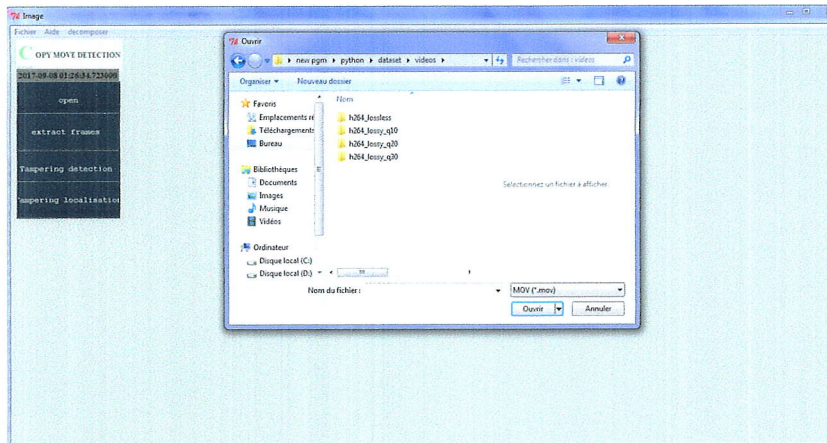 Image
Fichier Aide decomposer
COPY MOVE DETECTION
2017-09-08 01:26:34.723000
open
extract frames
Tampering detection
Tampering localisation
Ouvrir
new pgm ▸ python ▸ dataset ▸ videos ▸
Rechercher dans : videos
Organiser Nouveau dossier
Favoris
Emplacements ré
Téléchargements
Bureau
Bibliothèques
Documents
Images
Musique
Vidéos
Ordinateur
Disque local (C:)
Disque local (D:)
Nom
h264_lossless
h264_lossy_q10
h264_lossy_q20
h264_lossy_q30
Sélectionnez un fichier à afficher.
Nom du fichier :
MOV (*.mov)
Ouvrir
Annuler